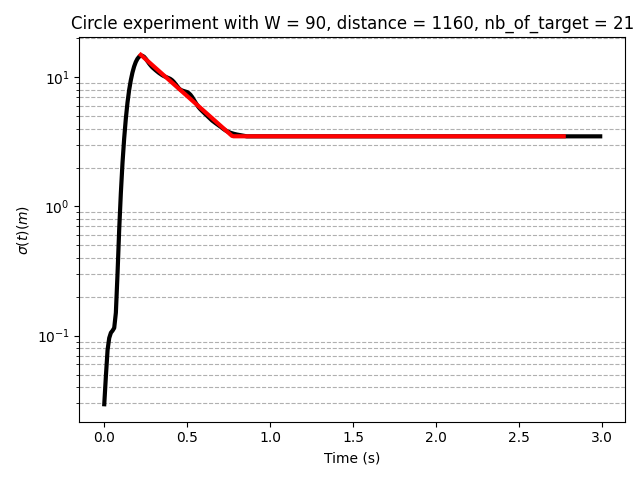 Circle experiment with W = 90, distance = 1160, nb_of_target = 21
σ(t)(m)
10¹
10⁰
10⁻¹
0.0 0.5 1.0 1.5 2.0 2.5 3.0
Time (s)